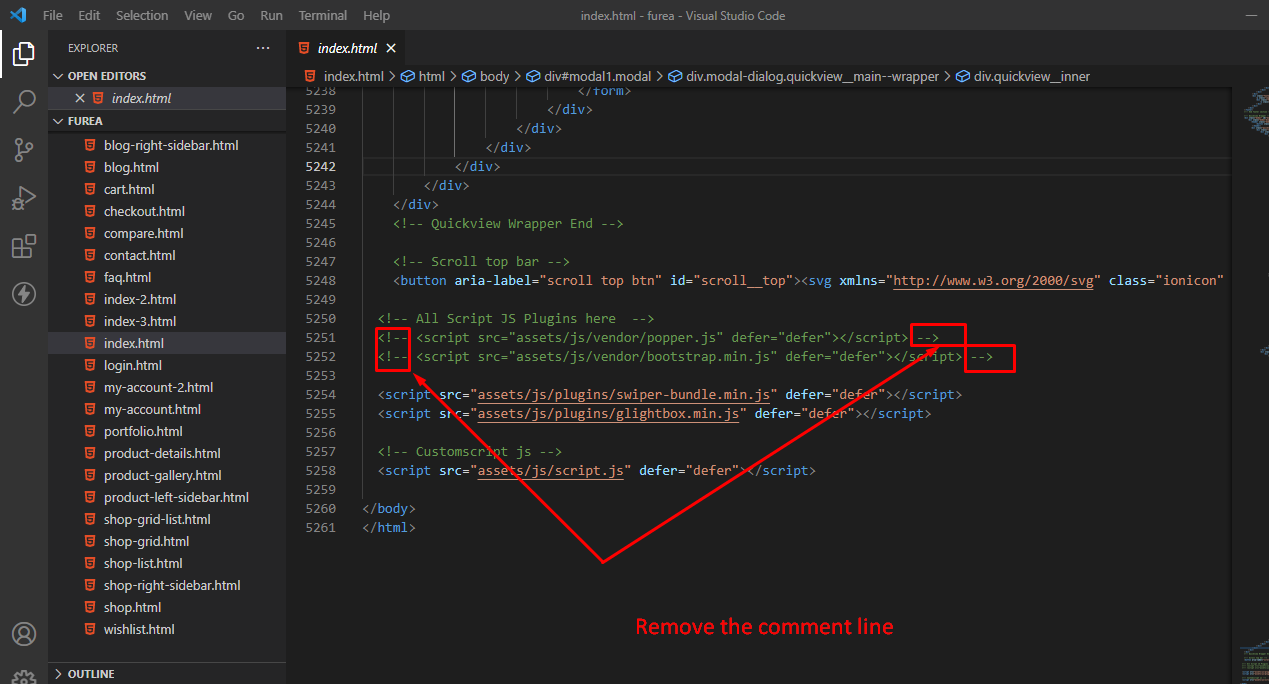 File Edit Selection View Go Run Terminal Help index.html - furea - Visual Studio Code
EXPLORER
OPEN EDITORS
index.html
FUREA
blog-right-sidebar.html
blog.html
cart.html
checkout.html
compare.html
contact.html
faq.html
index-2.html
index-3.html
index.html
login.html
my-account-2.html
my-account.html
portfolio.html
product-details.html
product-gallery.html
product-left-sidebar.html
shop-grid-list.html
shop-grid.html
shop-list.html
shop-right-sidebar.html
shop.html
wishlist.html
OUTLINE
index.html
index.html > html > body > div#modal1.modal > div.modal-dialog.quickview__main--wrapper > div.quickview__inner
5238 </form>
5239 </div>
5240 </div>
5241 </div>
5242 </div>
5243 </div>
5244 </div>
5245 <!-- Quickview Wrapper End -->
5246
5247 <!-- Scroll top bar -->
5248 <button aria-label="scroll top btn" id="scroll__top"><svg xmlns="http://www.w3.org/2000/svg" class="ionicon"
5249
5250 <!-- All Script JS Plugins here  -->
5251 <!-- <script src="assets/js/vendor/popper.js" defer="defer"></script> -->
5252 <!-- <script src="assets/js/vendor/bootstrap.min.js" defer="defer"></script> -->
5253
5254 <script src="assets/js/plugins/swiper-bundle.min.js" defer="defer"></script>
5255 <script src="assets/js/plugins/glightbox.min.js" defer="defer"></script>
5256
5257 <!-- Customscript js -->
5258 <script src="assets/js/script.js" defer="defer"></script>
5259
5260 </body>
5261 </html>
Remove the comment line